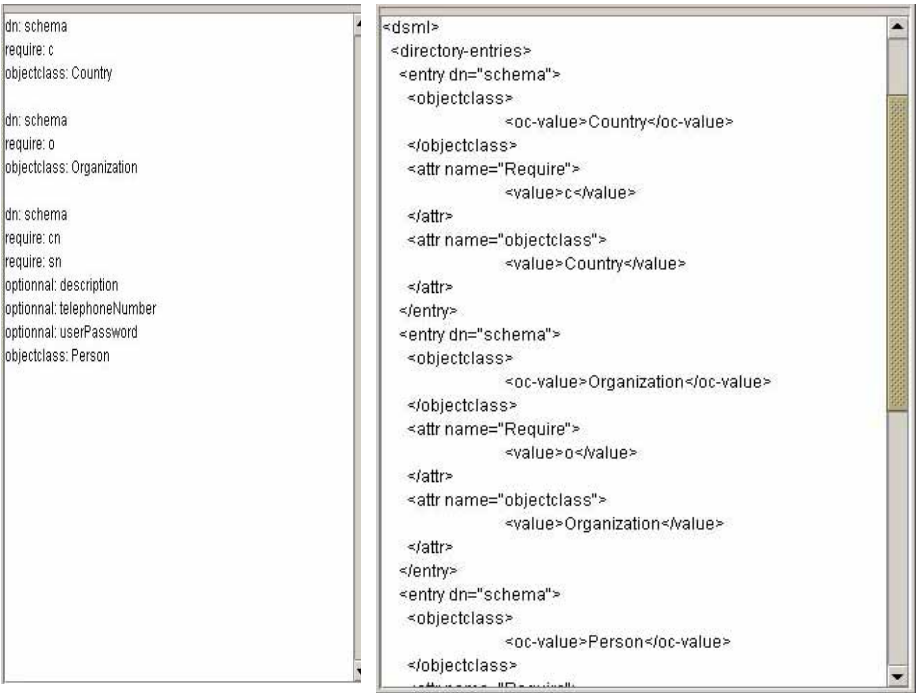 dn: schema
require: c
objectclass: Country
dn: schema
require: o
objectclass: Organization
dn: schema
require: cn
require: sn
optionnal: description
optionnal: telephoneNumber
optionnal: userPassword
objectclass: Person
<dsml>
<directory-entries>
<entry dn="schema">
<objectclass>
<oc-value>Country</oc-value>
</objectclass>
<attr name="Require">
<value>c</value>
</attr>
<attr name="objectclass">
<value>Country</value>
</attr>
</entry>
<entry dn="schema">
<objectclass>
<oc-value>Organization</oc-value>
</objectclass>
<attr name="Require">
<value>o</value>
</attr>
<attr name="objectclass">
<value>Organization</value>
</attr>
</entry>
<entry dn="schema">
<objectclass>
<oc-value>Person</oc-value>
</objectclass>